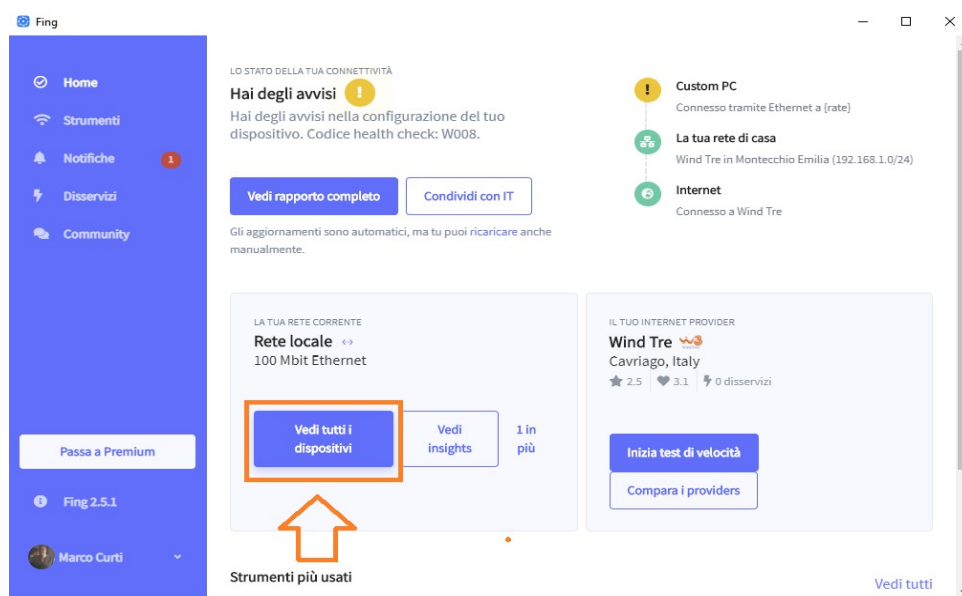 Fing
Home
Strumenti
Notifiche 1
Disservizi
Community
Passa a Premium
Fing 2.5.1
Marco Curti
LO STATO DELLA TUA CONNETTIVITÀ
Hai degli avvisi !
Hai degli avvisi nella configurazione del tuo
dispositivo. Codice health check: W008.
Vedi rapporto completo
Condividi con IT
Gli aggiornamenti sono automatici, ma tu puoi ricaricare anche
manualmente.
! Custom PC
Connesso tramite Ethernet a {rate}
La tua rete di casa
Wind Tre in Montecchio Emilia (192.168.1.0/24)
Internet
Connesso a Wind Tre
LA TUA RETE CORRENTE
Rete locale
100 Mbit Ethernet
Vedi tutti i
dispositivi
Vedi
insights
1 in
più
IL TUO INTERNET PROVIDER
Wind Tre
Cavriago, Italy
2.5 3.1 0 disservizi
Inizia test di velocità
Compara i providers
Strumenti più usati
Vedi tutti